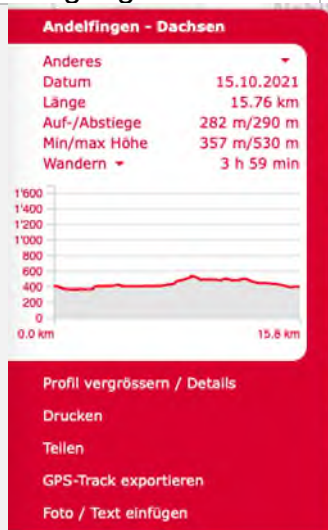 Andelfingen - Dachsen
Anderes
Datum 15.10.2021
Länge 15.76 km
Auf-/Abstiege 282 m/290 m
Min/max Höhe 357 m/530 m
Wandern 3 h 59 min
1'600
1'400
1'200
1'000
800
600
400
200
0
0.0 km 15.8 km
Profil vergrössern / Details
Drucken
Teilen
GPS-Track exportieren
Foto / Text einfügen